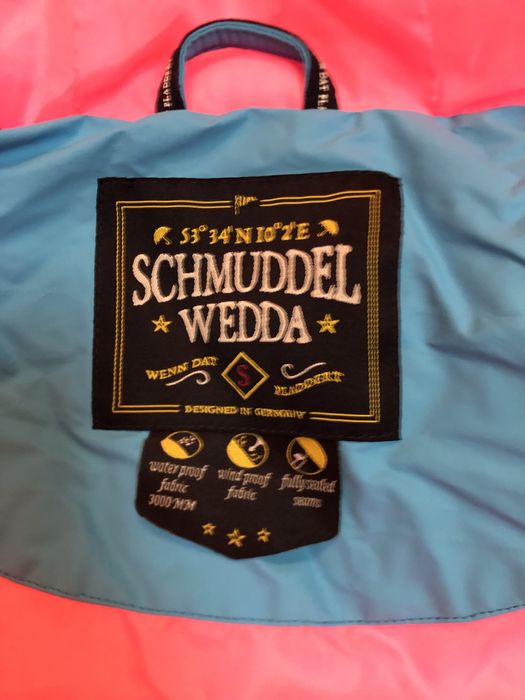 53° 34' N 10° 2' E
SCHMUDDEL
WEDDA
WENN DAT
S
PLADDERT
DESIGNED IN GERMANY
water proof
fabric
3000 MM
wind proof
fabric
fully sealed
seams